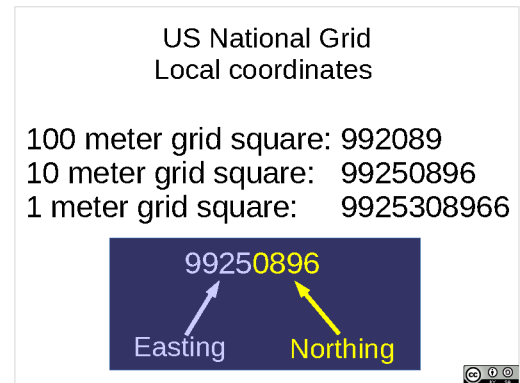 US National Grid
Local coordinates
100 meter grid square: 992089
10 meter grid square: 99250896
1 meter grid square: 9925308966
99250896
Easting Northing
cc